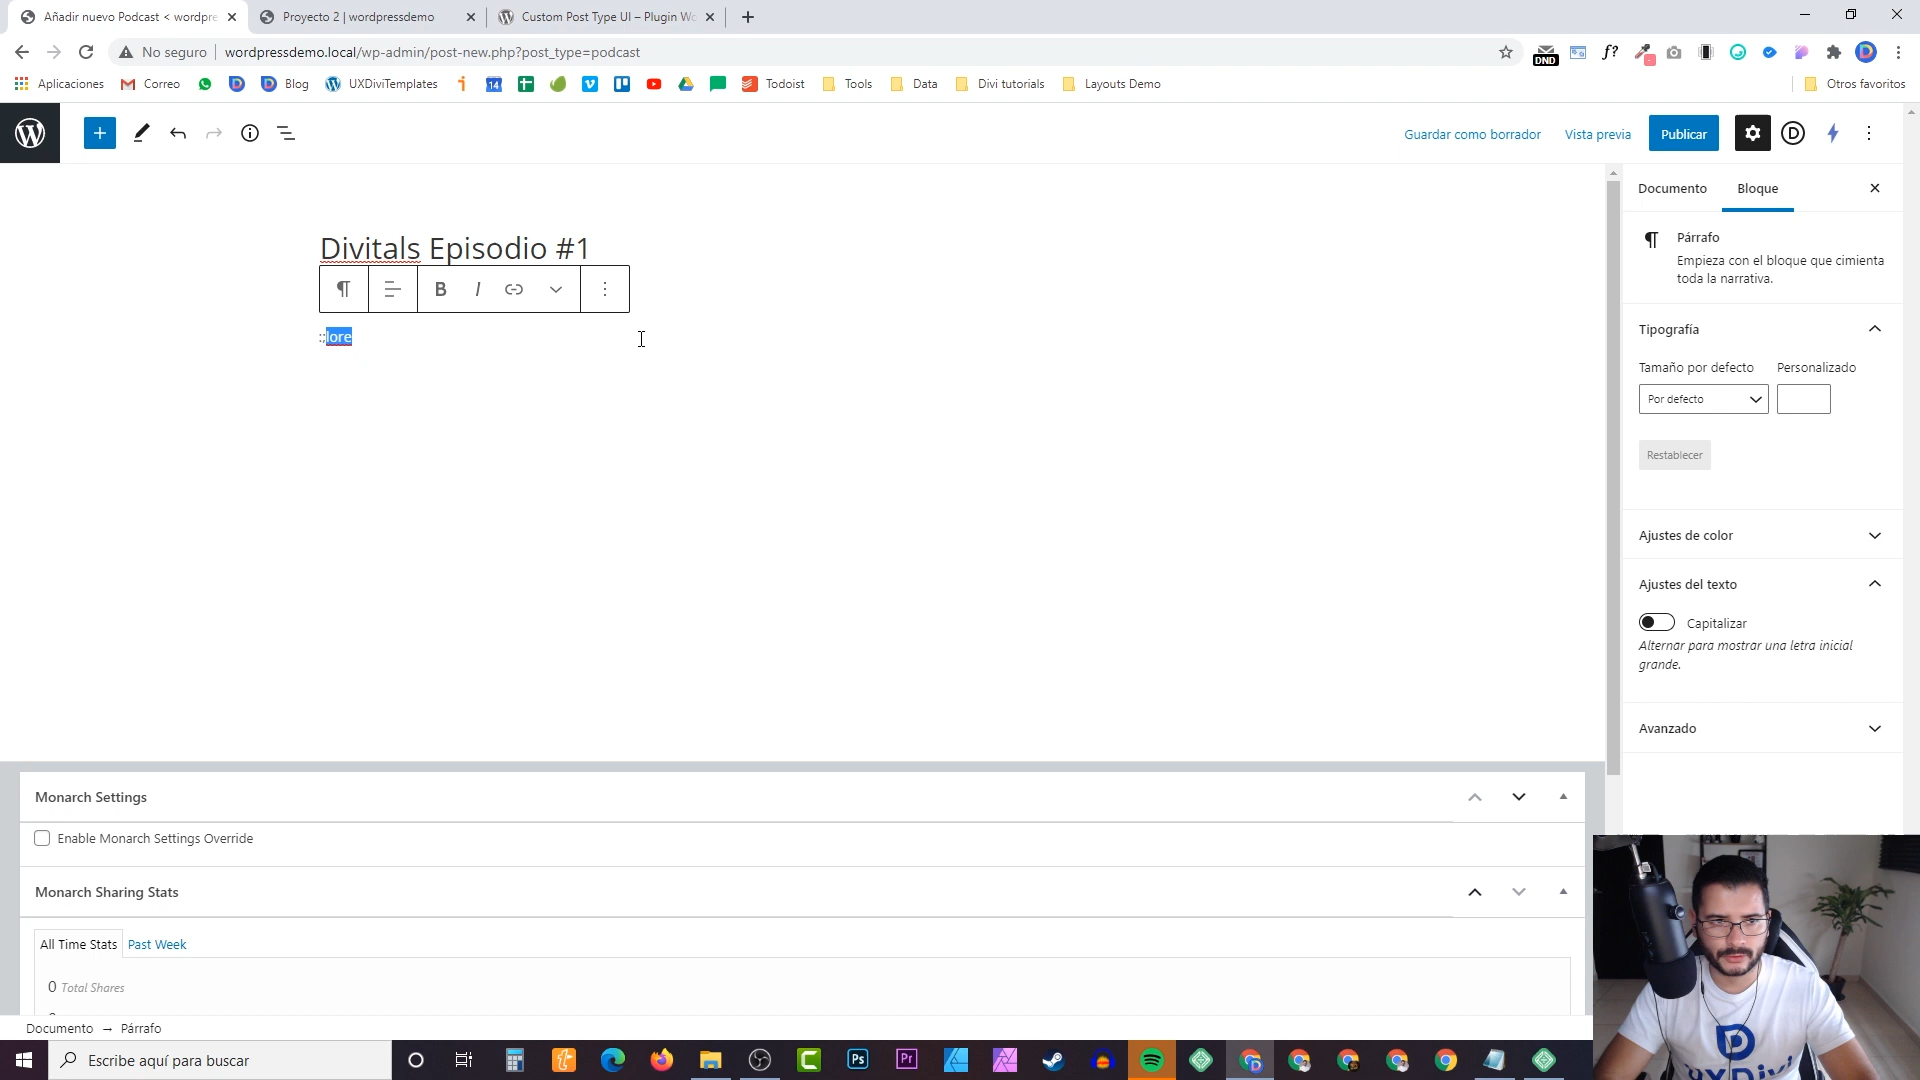 Añadir nuevo Podcast < wordpre
Proyecto 2 | wordpressdemo
Custom Post Type UI – Plugin Wo
No seguro
wordpressdemo.local/wp-admin/post-new.php?post_type=podcast
DND
Aplicaciones
Correo
Blog
UXDiviTemplates
14
Todoist
Tools
Data
Divi tutorials
Layouts Demo
Otros favoritos
Guardar como borrador
Vista previa
Publicar
Documento
Bloque
Divitals Episodio #1
B
I
;;lore
Párrafo
Empieza con el bloque que cimienta
toda la narrativa.
Tipografía
Tamaño por defecto
Personalizado
Por defecto
Restablecer
Ajustes de color
Ajustes del texto
Capitalizar
Alternar para mostrar una letra inicial
grande.
Avanzado
Monarch Settings
Enable Monarch Settings Override
Monarch Sharing Stats
All Time Stats
Past Week
0 Total Shares
Documento → Párrafo
Escribe aquí para buscar
Ps
Pr